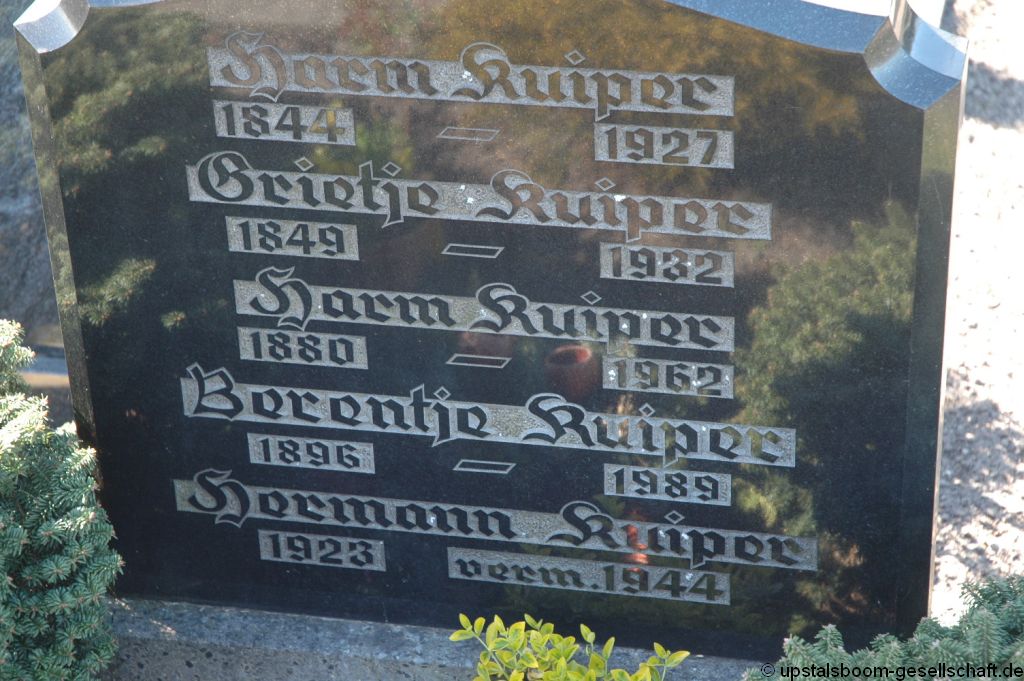 Harm Kuiper
1844 – 1927
Grietje Kuiper
1849 – 1932
Harm Kuiper
1880 – 1962
Berentje Kuiper
1896 – 1989
Hermann Kuiper
1923 verm. 1944
© upstalsboom-gesellschaft.de